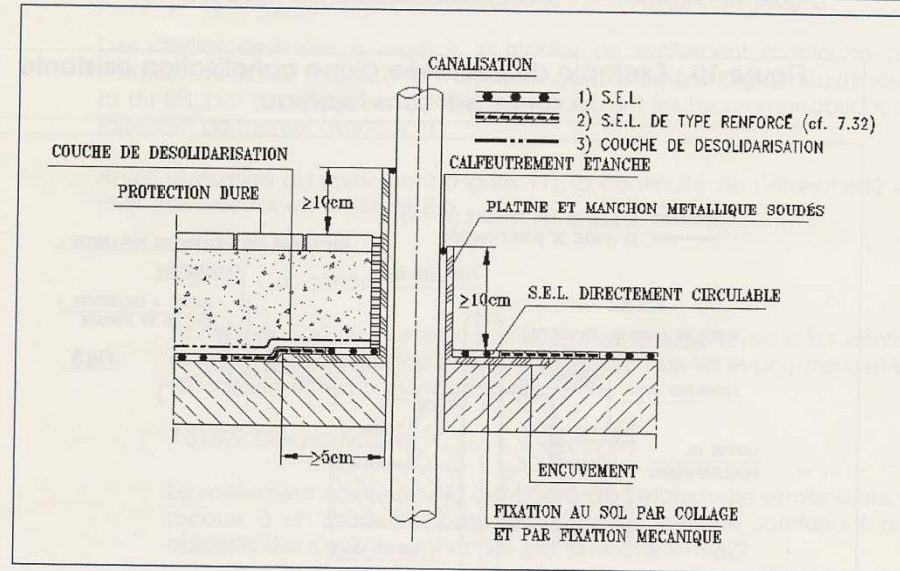 CANALISATION
1) S.E.L.
2) S.E.L. DE TYPE RENFORCÉ (cf. 7.32)
3) COUCHE DE DESOLIDARISATION
COUCHE DE DESOLIDARISATION
CALFEUTREMENT ETANCHE
PROTECTION DURE
≥10cm
PLATINE ET MANCHON METALLIQUE SOUDÉS
≥10cm
S.E.L. DIRECTEMENT CIRCULABLE
≥5cm
ENCUVEMENT
FIXATION AU SOL PAR COLLAGE
ET PAR FIXATION MECANIQUE